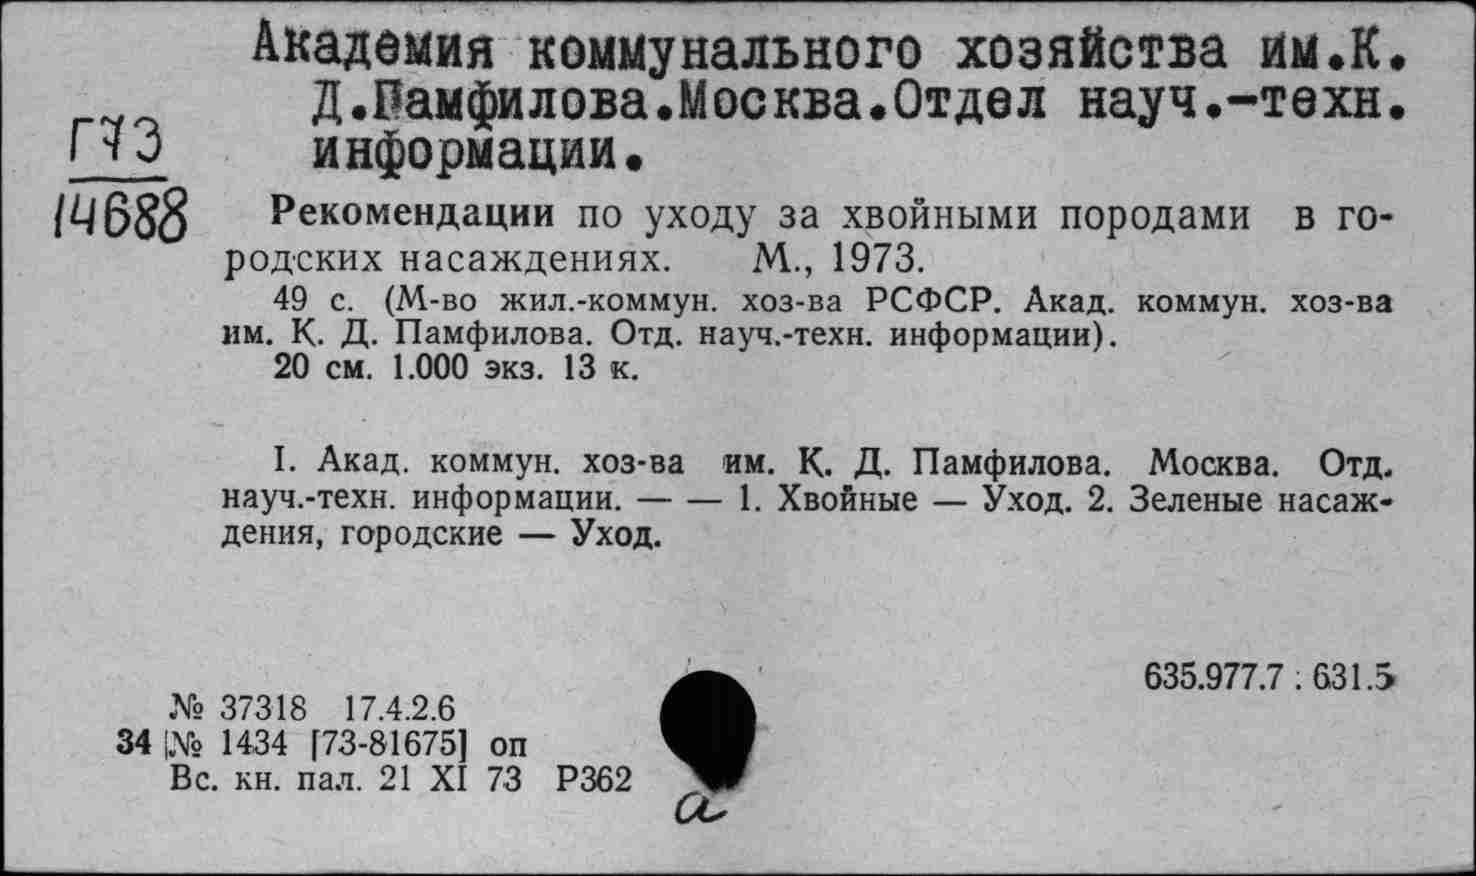 Академия коммунального хозяйства им.К.
Д.Памфилова.Москва.Отдел науч.-техн.
информации.
Г73
14688
Рекомендации по уходу за хвойными породами в го-
родских насаждениях. М., 1973.
49 с. (М-во жил.-коммун. хоз-ва РСФСР. Акад. коммун. хоз-ва
им. К. Д. Памфилова. Отд. науч.-техн. информации).
20 см. 1.000 экз. 13 к.
I. Акад. коммун. хоз-ва им. К. Д. Памфилова. Москва. Отд.
науч.-техн. информации. — — 1. Хвойные — Уход. 2. Зеленые насаж-
дения, городские — Уход.
635.977.7 : 631.5
№ 37318 17.4.2.6
34 № 1434 [73-81675] оп
Вс. кн. пал. 21 XI 73 Р362
а